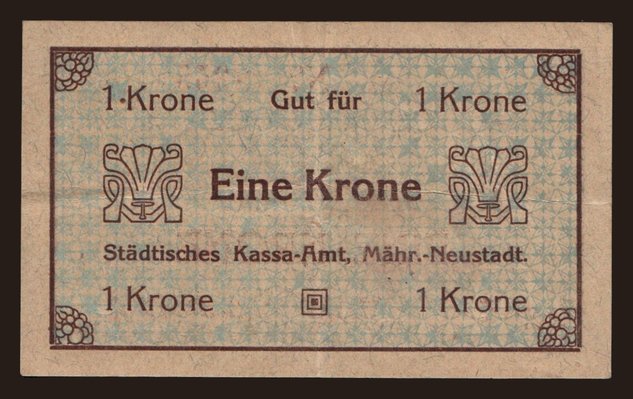 1 Krone Gut für 1 Krone
Eine Krone
Städtisches Kassa-Amt, Mähr.-Neustadt.
1 Krone 1 Krone